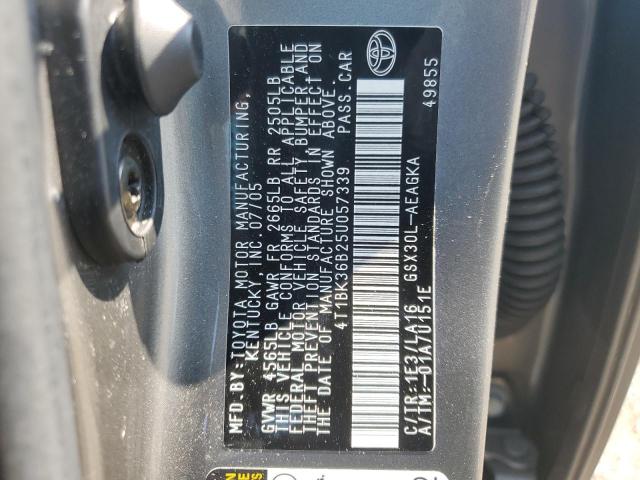 MFD.BY:TOYOTA MOTOR MANUFACTURING,
KENTUCKY, INC. 07/05
GVWR 4565LB GAWR FR 2665LB RR 2505LB
THIS VEHICLE CONFORMS TO ALL APPLICABLE
FEDERAL MOTOR VEHICLE SAFETY, BUMPER,AND
THEFT PREVENTION STANDARDS IN EFFECT ON
THE DATE OF MANUFACTURE SHOWN ABOVE.
4T1BK36B25U057339 PASS.CAR
C/TR:1E3/LA16 GSX30L-AEAGKA
A/TM:-01A/U151E 49855